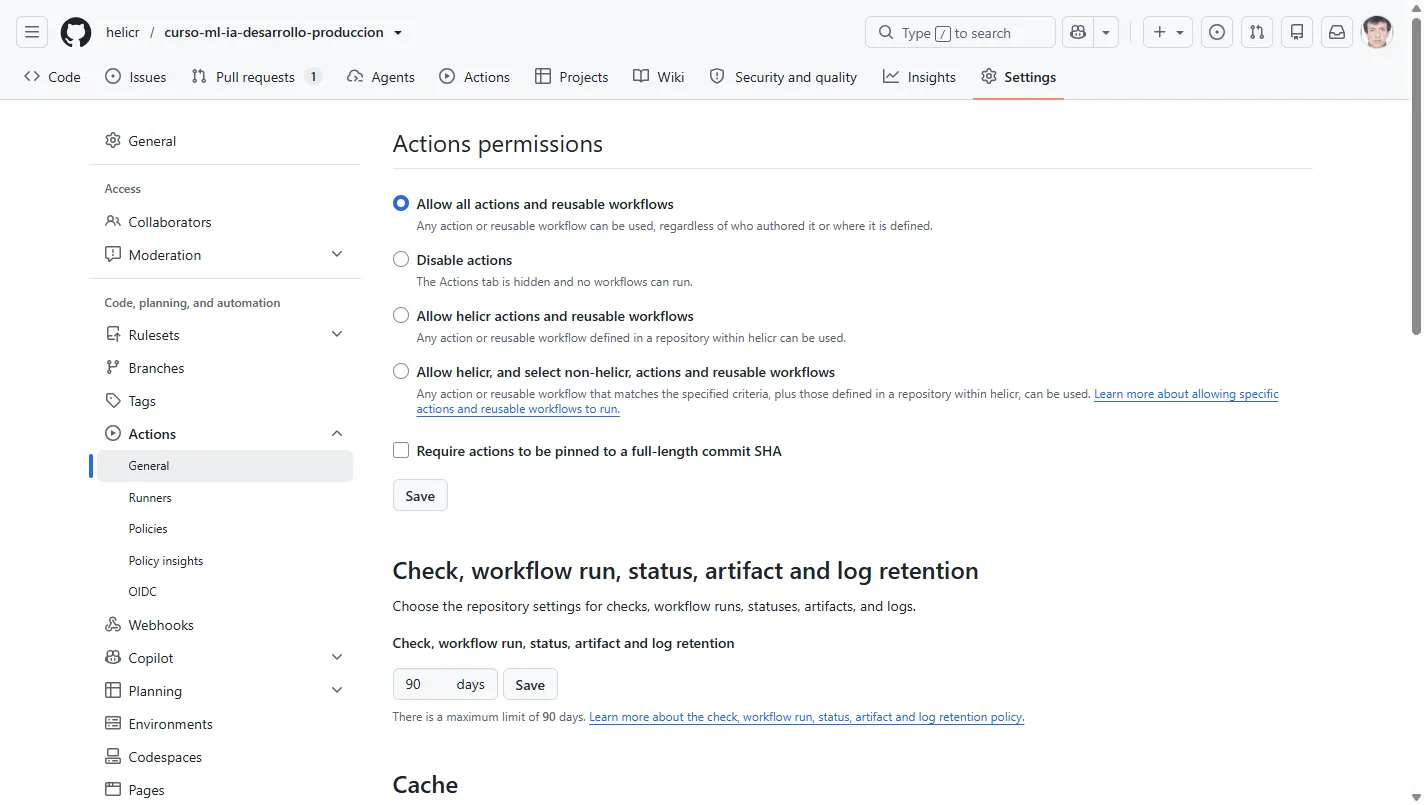 helicr / curso-ml-ia-desarrollo-produccion
Type / to search
Code
Issues
Pull requests 1
Agents
Actions
Projects
Wiki
Security and quality
Insights
Settings
General
Access
Collaborators
Moderation
Code, planning, and automation
Rulesets
Branches
Tags
Actions
General
Runners
Policies
Policy insights
OIDC
Webhooks
Copilot
Planning
Environments
Codespaces
Pages
Actions permissions
Allow all actions and reusable workflows
Any action or reusable workflow can be used, regardless of who authored it or where it is defined.
Disable actions
The Actions tab is hidden and no workflows can run.
Allow helicr actions and reusable workflows
Any action or reusable workflow defined in a repository within helicr can be used.
Allow helicr, and select non-helicr, actions and reusable workflows
Any action or reusable workflow that matches the specified criteria, plus those defined in a repository within helicr, can be used. Learn more about allowing specific
actions and reusable workflows to run.
Require actions to be pinned to a full-length commit SHA
Save
Check, workflow run, status, artifact and log retention
Choose the repository settings for checks, workflow runs, statuses, artifacts, and logs.
Check, workflow run, status, artifact and log retention
90 days Save
There is a maximum limit of 90 days. Learn more about the check, workflow run, status, artifact and log retention policy.
Cache